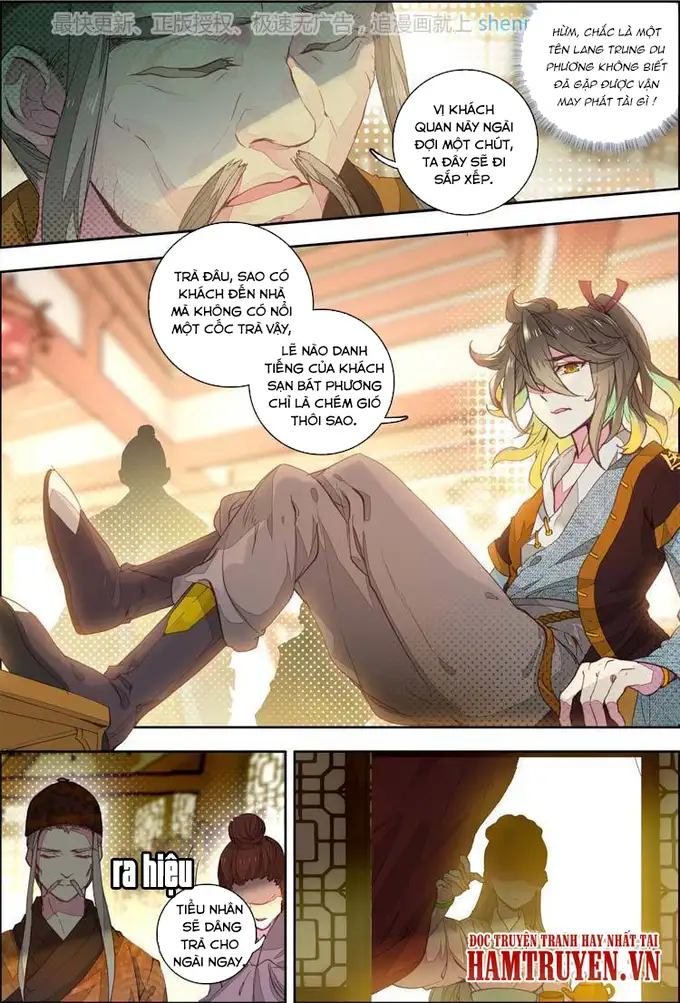 最快更新、正版授权、极速无广告，追漫画就上 shen
HỪM, CHẮC LÀ MỘT
TÊN LANG TRUNG DU
PHƯƠNG KHÔNG BIẾT
ĐÃ GẶP ĐƯỢC VẬN
MAY PHÁT TÀI GÌ !
VỊ KHÁCH
QUAN NÀY NGÀI
ĐỢI MỘT CHÚT,
TA ĐÂY SẼ ĐI
SẮP XẾP.
TRÀ ĐÂU, SAO CÓ
KHÁCH ĐẾN NHÀ
MÀ KHÔNG CÓ NỔI
MỘT CỐC TRÀ VẬY,
LẼ NÀO DANH
TIẾNG CỦA KHÁCH
SẠN BÁT PHƯƠNG
CHỈ LÀ CHÉM GIÓ
THÔI SAO.
ra hiệu
TIỂU NHÂN
SẼ DÂNG
TRÀ CHO
NGÀI NGAY.
ĐỌC TRUYỆN TRANH HAY NHẤT TẠI
HAMTRUYEN.VN